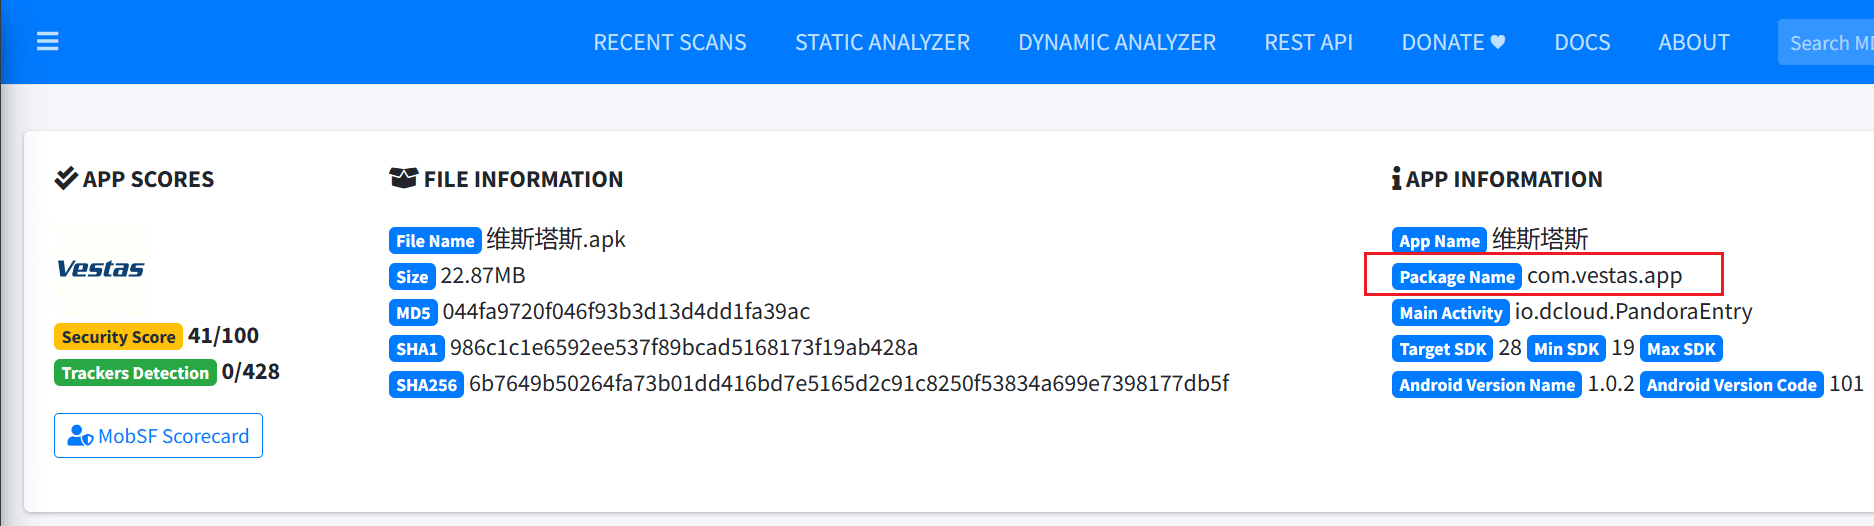 RECENT SCANS STATIC ANALYZER DYNAMIC ANALYZER REST API DONATE ♥ DOCS ABOUT Search MD
APP SCORES
Vestas
Security Score 41/100
Trackers Detection 0/428
MobSF Scorecard
FILE INFORMATION
File Name 维斯塔斯.apk
Size 22.87MB
MD5 044fa9720f046f93b3d13d4dd1fa39ac
SHA1 986c1c1e6592ee537f89bcad5168173f19ab428a
SHA256 6b7649b50264fa73b01dd416bd7e5165d2c91c8250f53834a699e7398177db5f
APP INFORMATION
App Name 维斯塔斯
Package Name com.vestas.app
Main Activity io.dcloud.PandoraEntry
Target SDK 28 Min SDK 19 Max SDK
Android Version Name 1.0.2 Android Version Code 101